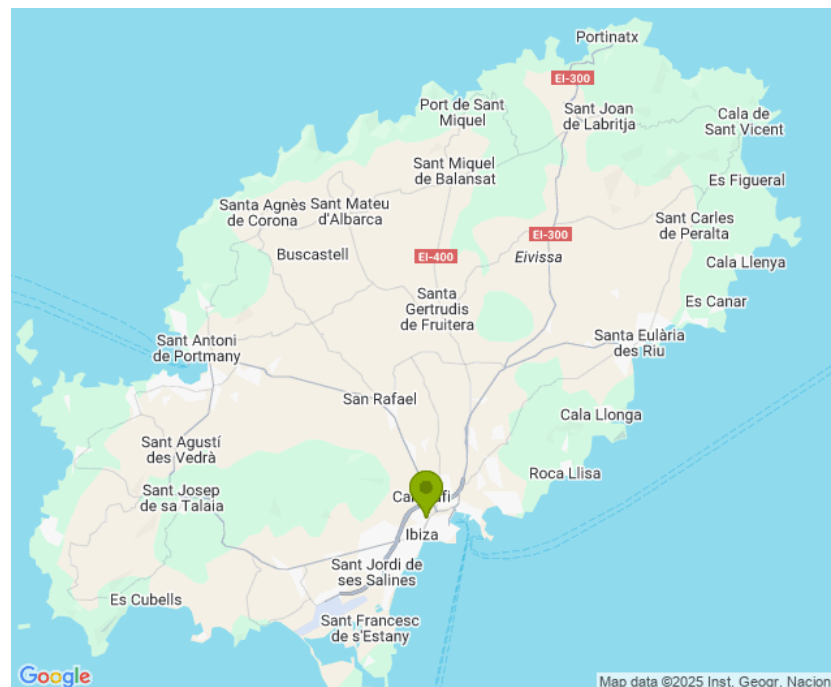 Portinatx
EI-300
Port de Sant
Miquel
Sant Joan
de Labritja
Cala de
Sant Vicent
Sant Miquel
de Balansat
Es Figueral
Santa Agnès
de Corona
Sant Mateu
d'Albarca
Sant Carles
de Peralta
EI-300
Buscastell
EI-400
Eivissa
Cala Llenya
Santa
Gertrudis
de Fruitera
Es Canar
Sant Antoni
de Portmany
Santa Eulària
des Riu
San Rafael
Cala Llonga
Sant Agustí
des Vedrà
Roca Llisa
Sant Josep
de sa Talaia
Ibiza
Sant Jordi de
ses Salines
Es Cubells
Sant Francesc
de s'Estany
Google
Map data ©2025 Inst. Geogr. Nacion